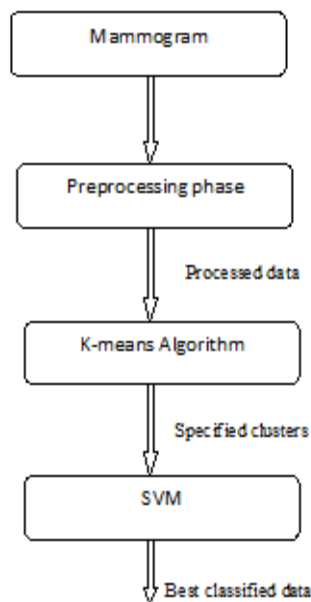 Mammogram
Preprocessing phase
Processed data
K-means Algorithm
Specified clusters
SVM
Best classified data